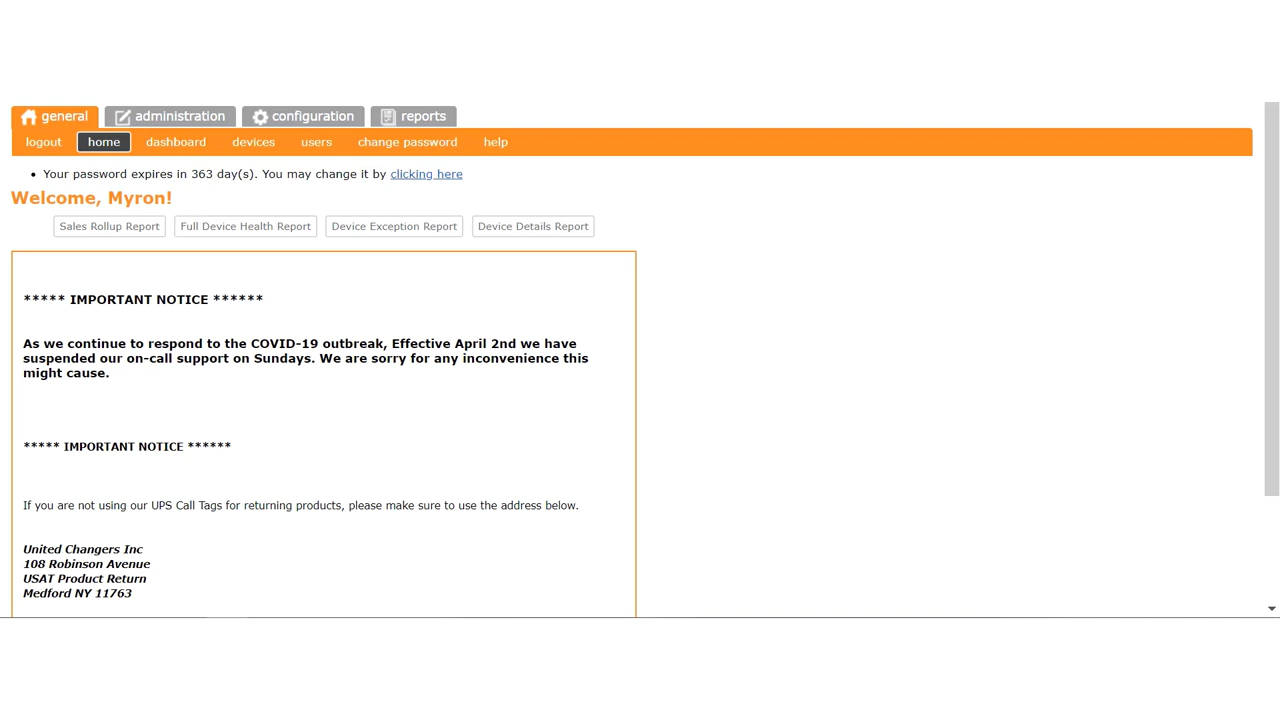 general administration configuration reports
logout home dashboard devices users change password help
• Your password expires in 363 day(s). You may change it by clicking here
Welcome, Myron!
Sales Rollup Report Full Device Health Report Device Exception Report Device Details Report
***** IMPORTANT NOTICE ******
As we continue to respond to the COVID-19 outbreak, Effective April 2nd we have
suspended our on-call support on Sundays. We are sorry for any inconvenience this
might cause.
***** IMPORTANT NOTICE ******
If you are not using our UPS Call Tags for returning products, please make sure to use the address below.
United Changers Inc
108 Robinson Avenue
USAT Product Return
Medford NY 11763